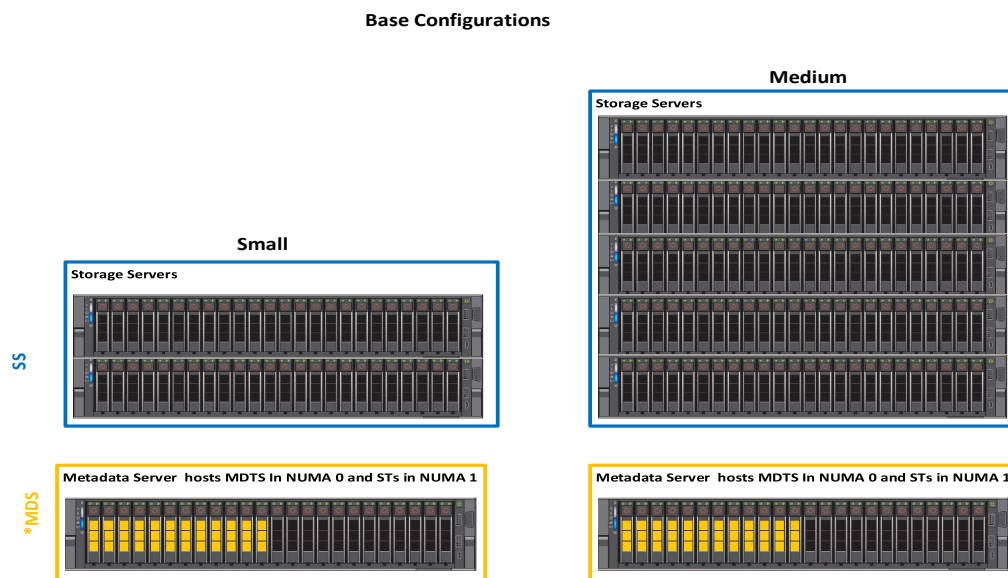 Base Configurations
Medium
Storage Servers
Small
Storage Servers
SS
Metadata Server hosts MDTS In NUMA 0 and STs in NUMA 1
Metadata Server hosts MDTS In NUMA 0 and STs in NUMA 1
*MDS